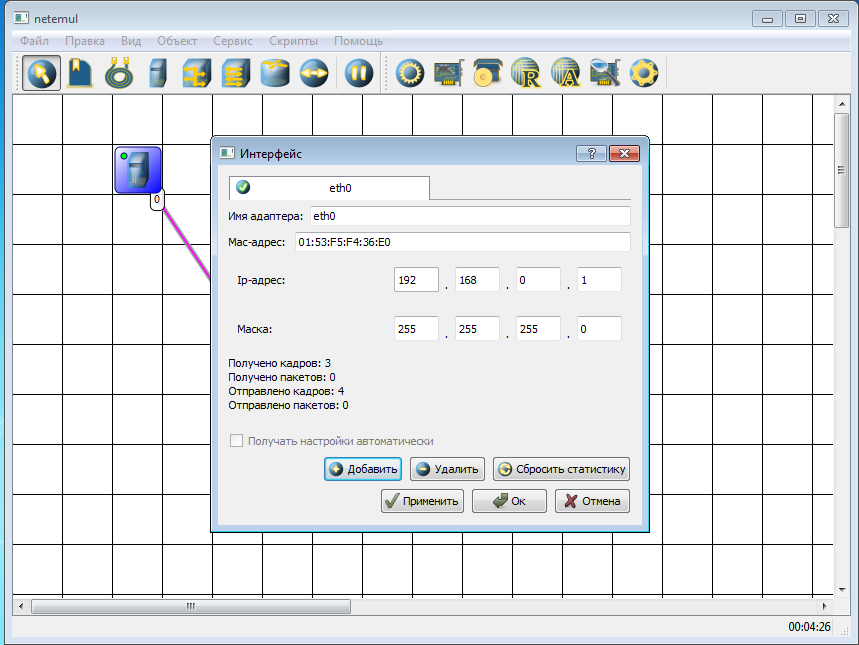 netemul
Файл Правка Вид Объект Сервис Скрипты Помощь
R A
0
Интерфейс ?
eth0
Имя адаптера: eth0
Mac-адрес: 01:53:F5:F4:36:E0
Ip-адрес: 192 . 168 . 0 . 1
Маска: 255 . 255 . 255 . 0
Получено кадров: 3
Получено пакетов: 0
Отправлено кадров: 4
Отправлено пакетов: 0
Получать настройки автоматически
Добавить Удалить Сбросить статистику
Применить Ок Отмена
00:04:26